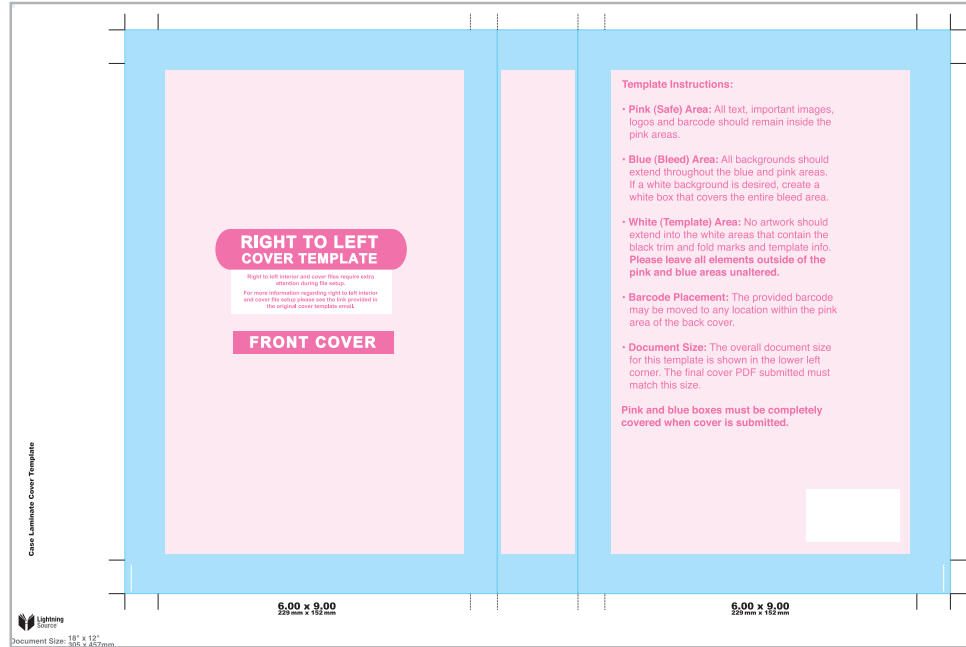 RIGHT TO LEFT
COVER TEMPLATE
Right to left interior and cover files require extra
attention during file setup.
For more information regarding right to left interior
and cover file setup please see the link provided in
the original cover template email.
FRONT COVER
Template Instructions:
• Pink (Safe) Area: All text, important images,
logos and barcode should remain inside the
pink areas.
• Blue (Bleed) Area: All backgrounds should
extend throughout the blue and pink areas.
If a white background is desired, create a
white box that covers the entire bleed area.
• White (Template) Area: No artwork should
extend into the white areas that contain the
black trim and fold marks and template info.
Please leave all elements outside of the
pink and blue areas unaltered.
• Barcode Placement: The provided barcode
may be moved to any location within the pink
area of the back cover.
• Document Size: The overall document size
for this template is shown in the lower left
corner. The final cover PDF submitted must
match this size.
Pink and blue boxes must be completely
covered when cover is submitted.
Case Laminate Cover Template
6.00 x 9.00
229 mm x 152 mm
6.00 x 9.00
229 mm x 152 mm
Lightning
Source
Document Size: 18" x 12"
305 x 457mm